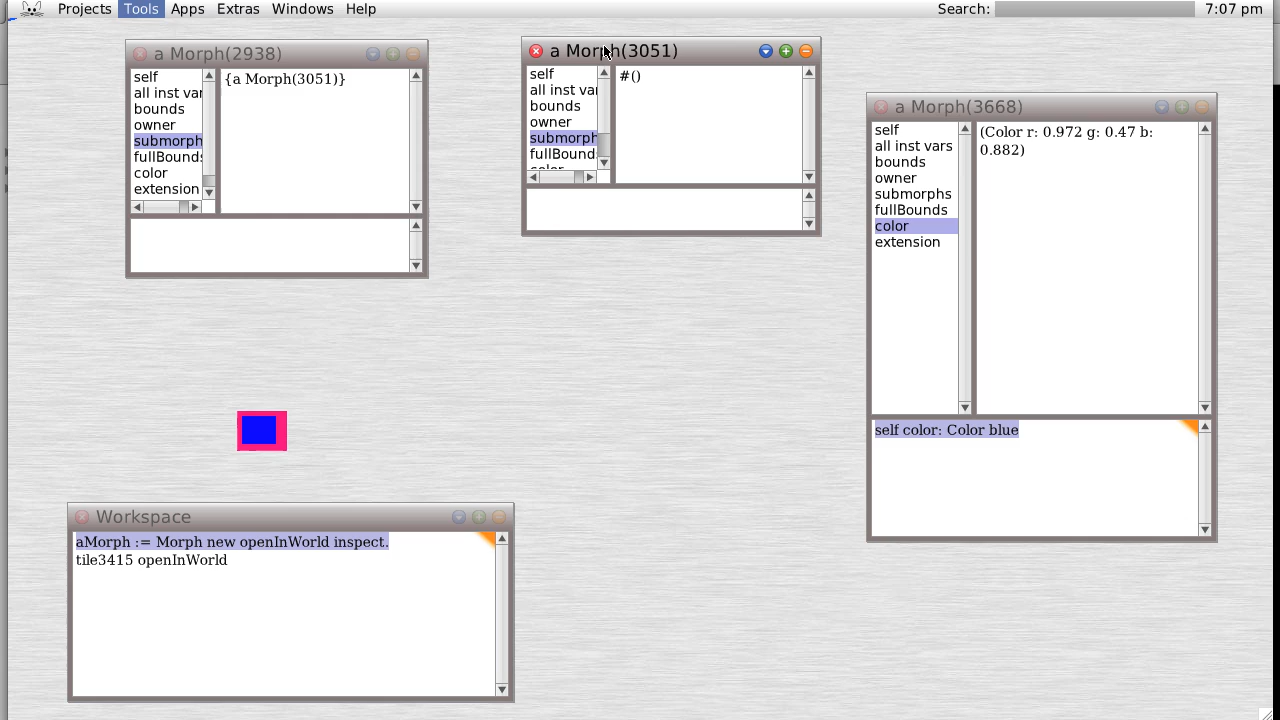 Projects Tools Apps Extras Windows Help Search: 7:07 pm
a Morph(2938)
self
all inst var
bounds
owner
submorph
fullBounds
color
extension
{a Morph(3051)}
a Morph(3051)
self
all inst var
bounds
owner
submorph
fullBound
color
#()
a Morph(3668)
self
all inst vars
bounds
owner
submorphs
fullBounds
color
extension
(Color r: 0.972 g: 0.47 b:
0.882)
self color: Color blue
Workspace
aMorph := Morph new openInWorld inspect.
tile3415 openInWorld